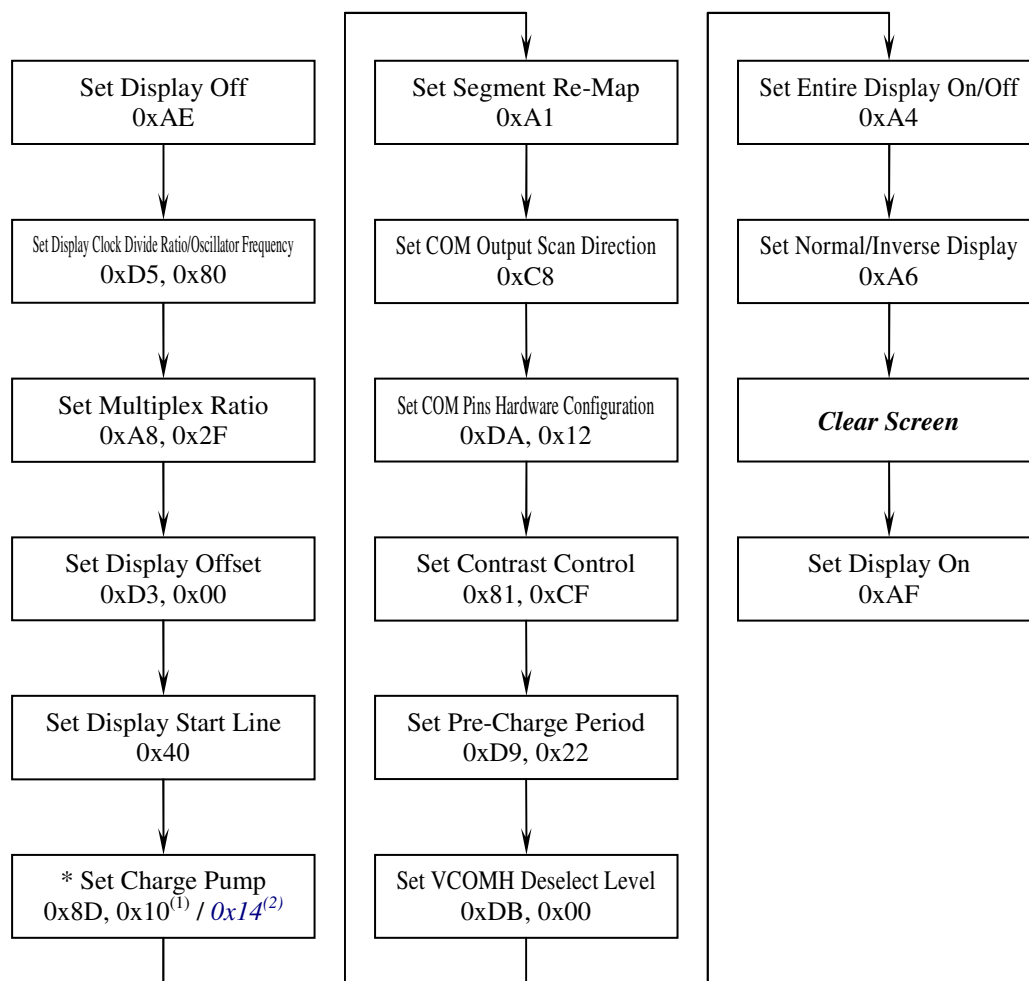 Set Display Off
0xAE
Set Display Clock Divide Ratio/Oscillator Frequency
0xD5, 0x80
Set Multiplex Ratio
0xA8, 0x2F
Set Display Offset
0xD3, 0x00
Set Display Start Line
0x40
* Set Charge Pump
0x8D, 0x10(1) / 0x14(2)
Set Segment Re-Map
0xA1
Set COM Output Scan Direction
0xC8
Set COM Pins Hardware Configuration
0xDA, 0x12
Set Contrast Control
0x81, 0xCF
Set Pre-Charge Period
0xD9, 0x22
Set VCOMH Deselect Level
0xDB, 0x00
Set Entire Display On/Off
0xA4
Set Normal/Inverse Display
0xA6
Clear Screen
Set Display On
0xAF